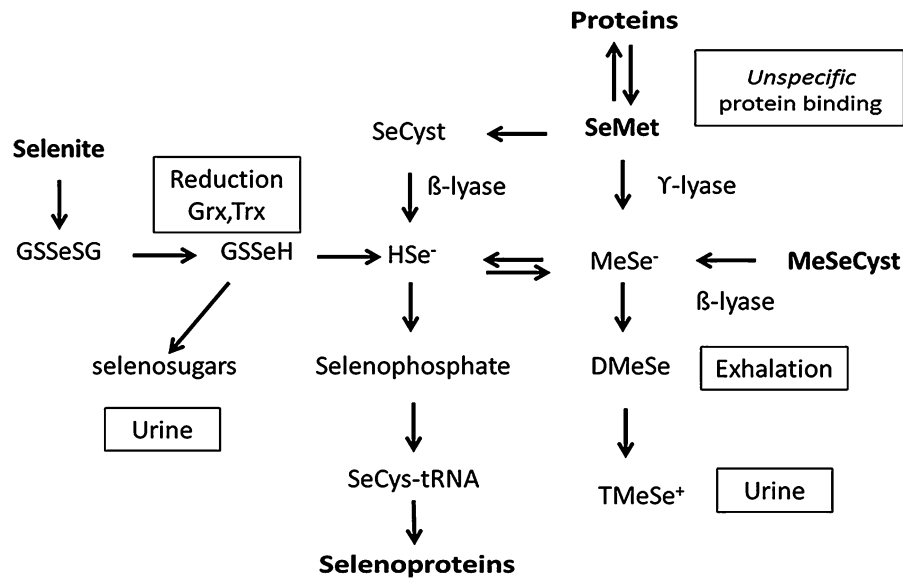 Proteins
Unspecific
protein binding
SeCyst
SeMet
Selenite
Reduction
Grx,Trx
ß-lyase
ϒ-lyase
GSSeSG
GSSeH
HSe-
MeSe-
MeSeCyst
ß-lyase
selenosugars
Selenophosphate
DMeSe
Exhalation
Urine
SeCys-tRNA
TMeSe+
Urine
Selenoproteins